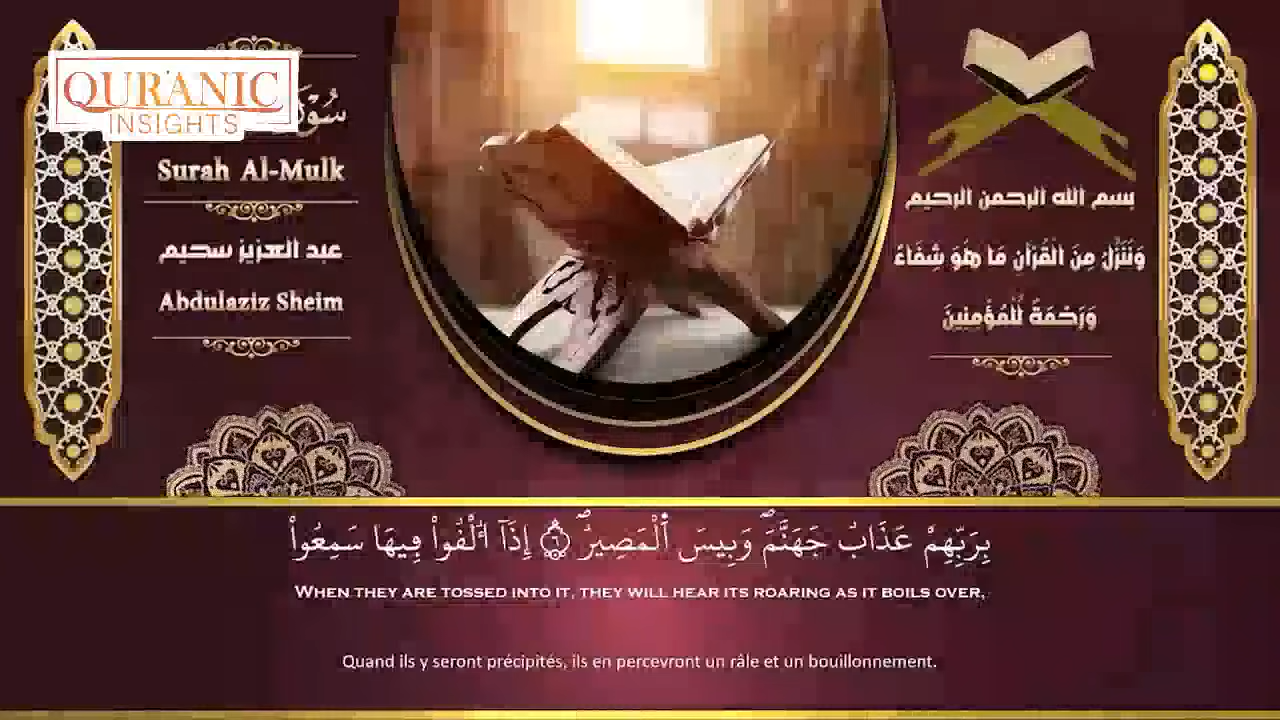 QURANIC
INSIGHTS
Surah Al-Mulk
عبد العزيز سحيم
Abdulaziz Sheim
بسم الله الرحمن الرحيم
وَنُنَزِّلُ مِنَ الْقُرْآنِ مَا هُوَ شِفَاءٌ
وَرَحْمَةٌ لِّلْمُؤْمِنِينَ
بِرَبِّهِمْ عَذَابُ جَهَنَّمَۖ وَبِيسَ اَ۬لْمَصِيرُۖ ٦ إِذَآ أُلْقُواْ فِيهَا سَمِعُواْ
WHEN THEY ARE TOSSED INTO IT, THEY WILL HEAR ITS ROARING AS IT BOILS OVER,
Quand ils y seront précipités, ils en percevront un râle et un bouillonnement.